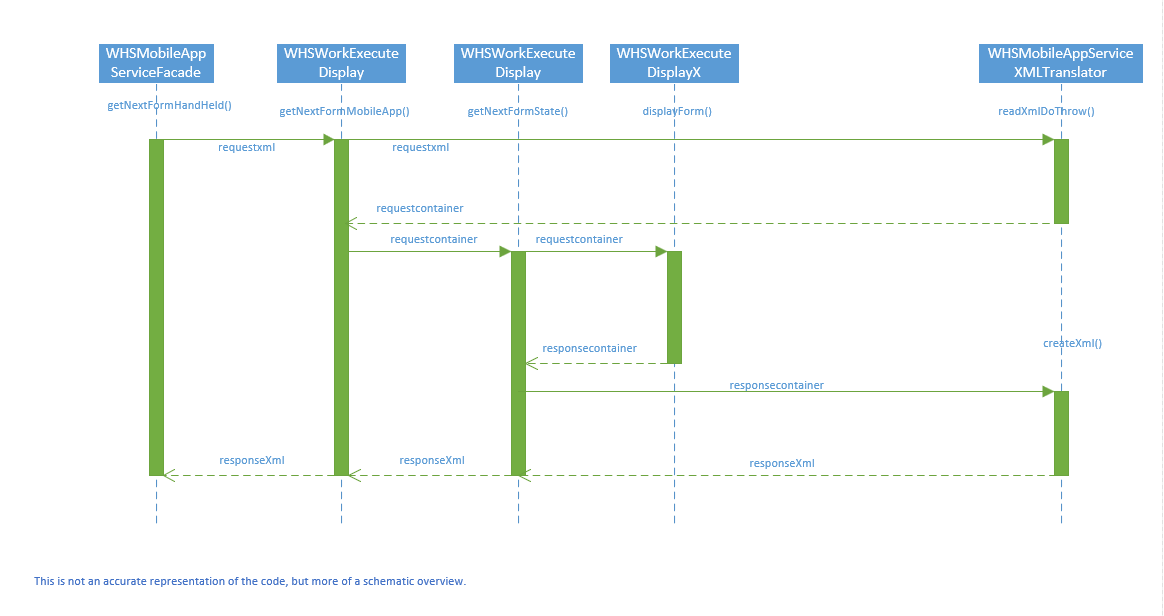 WHSMobileApp
ServiceFacade
WHSWorkExecute
Display
WHSWorkExecute
Display
WHSWorkExecute
DisplayX
WHSMobileAppService
XMLTranslator
getNextFormHandHeld()
getNextFormMobileApp()
getNextFormState()
displayForm()
readXmlDoThrow()
requestxml
requestxml
requestcontainer
requestcontainer
requestcontainer
createXml()
responsecontainer
responsecontainer
responseXml
responseXml
responseXml
This is not an accurate representation of the code, but more of a schematic overview.